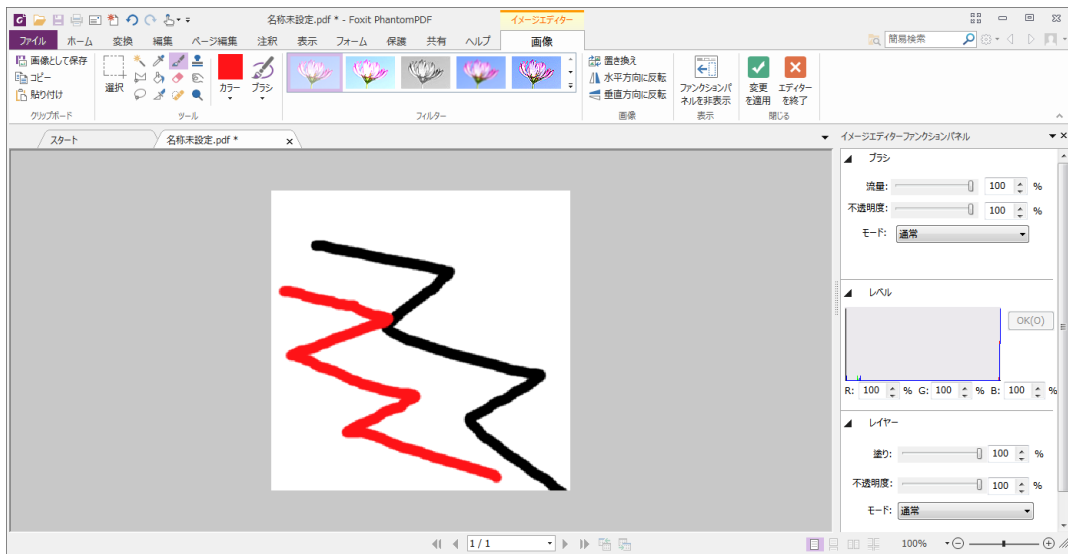 名称未設定.pdf * - Foxit PhantomPDF
イメージエディター
ファイル ホーム 変換 編集 ページ編集 注釈 表示 フォーム 保護 共有 ヘルプ 画像
簡易検索
画像として保存
コピー
貼り付け
クリップボード
選択
ツール
カラー
ブラシ
フィルター
置き換え
水平方向に反転
垂直方向に反転
画像
ファンクションパネルを非表示
表示
変更を適用
エディターを終了
閉じる
スタート
名称未設定.pdf *
イメージエディターファンクションパネル
ブラシ
流量: 100 %
不透明度: 100 %
モード: 通常
レベル
OK(O)
R: 100 % G: 100 % B: 100 %
レイヤー
塗り: 100 %
不透明度: 100 %
モード: 通常
1 / 1
100%